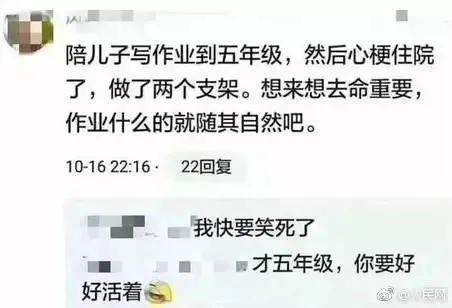 陪儿子写作业到五年级，然后心梗住院
了，做了两个支架。想来想去命重要，
作业什么的就随其自然吧。
10-16 22:16 · 22回复
我快要笑死了
. 才五年级，你要好
好活着